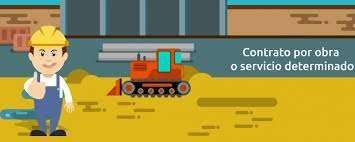 Contrato por obra
o servicio determinado